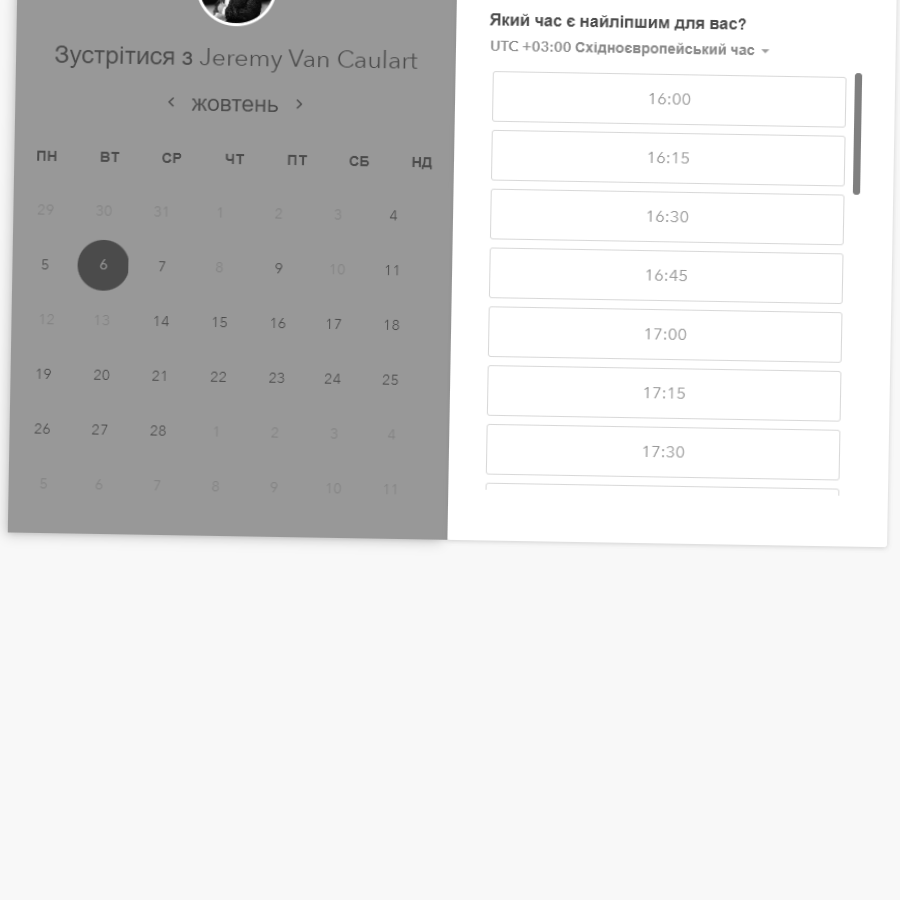 Зустрітися з Jeremy Van Caulart
жовтень
ПН ВТ СР ЧТ ПТ СБ НД
29 30 31 1 2 3 4
5 6 7 8 9 10 11
12 13 14 15 16 17 18
19 20 21 22 23 24 25
26 27 28 1 2 3 4
5 6 7 8 9 10 11
Який час є найліпшим для вас?
UTC +03:00 Східноєвропейський час
16:00
16:15
16:30
16:45
17:00
17:15
17:30